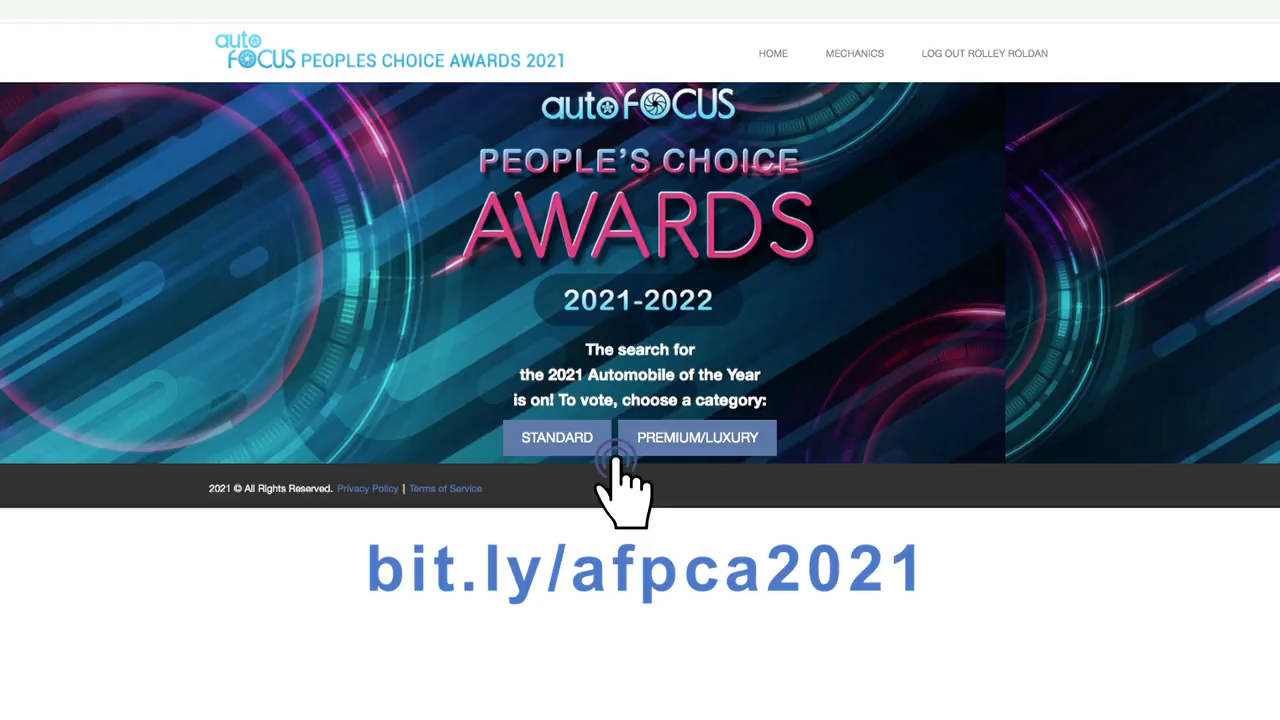 auto
FOCUS PEOPLES CHOICE AWARDS 2021
HOME MECHANICS LOG OUT ROLLEY ROLDAN
autoFOCUS
PEOPLE'S CHOICE
AWARDS
2021-2022
The search for
the 2021 Automobile of the Year
is on! To vote, choose a category:
STANDARD PREMIUM/LUXURY
2021 © All Rights Reserved. Privacy Policy | Terms of Service
bit.ly/afpca2021